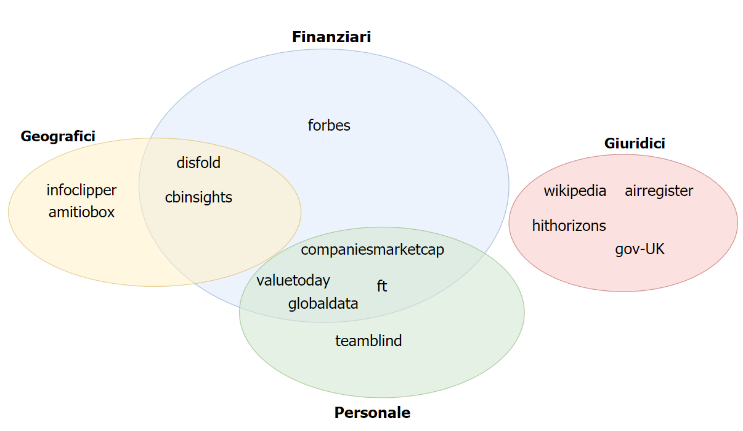 Finanziari
forbes
Geografici
disfold
infoclipper
cbinsights
amitiobox
Giuridici
wikipedia airregister
hithorizons
gov-UK
companiesmarketcap
valuetoday ft
globaldata
teamblind
Personale